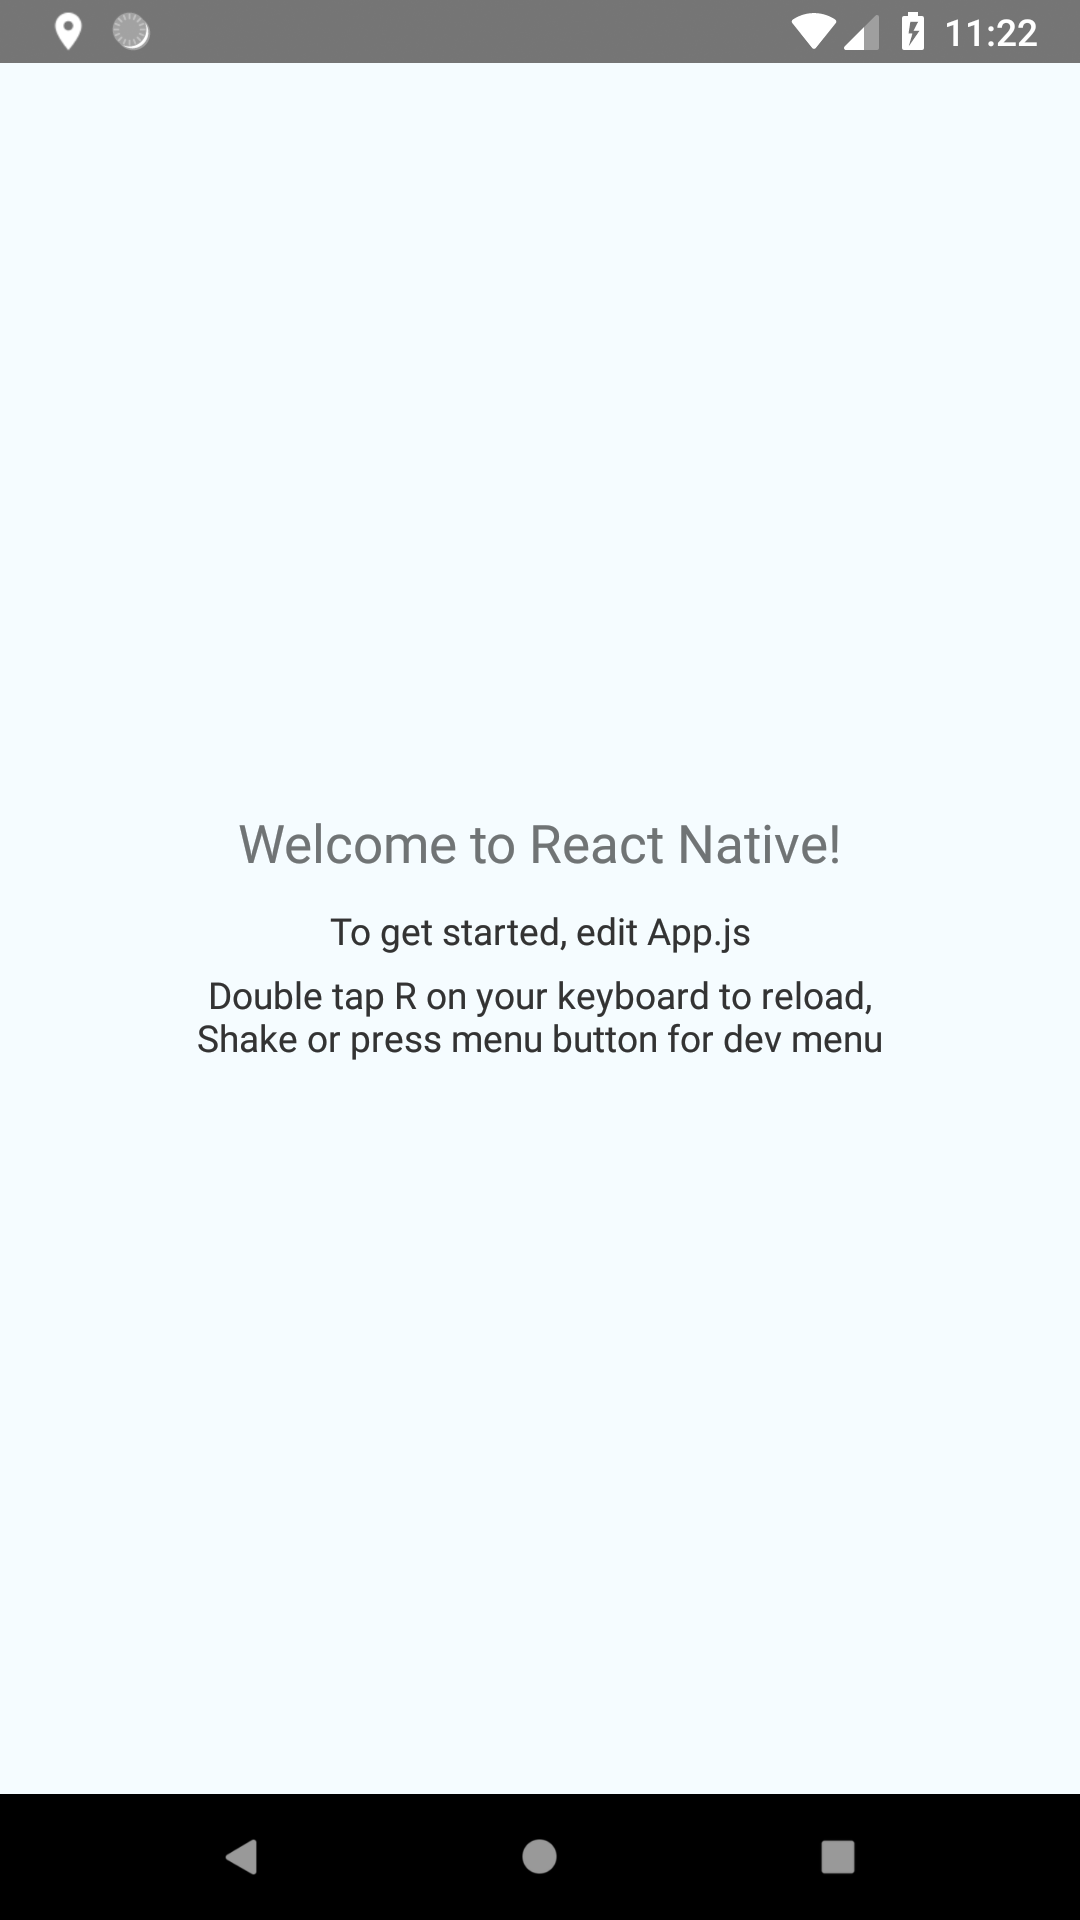 11:22
Welcome to React Native!
To get started, edit App.js
Double tap R on your keyboard to reload,
Shake or press menu button for dev menu